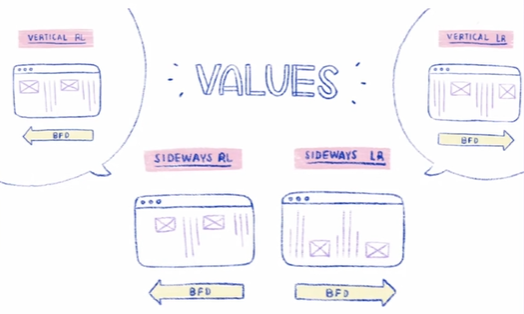 VERTICAL RL
BFD
VALUES
VERTICAL LR
BFD
SIDEWAYS RL
BFD
SIDEWAYS LR
BFD